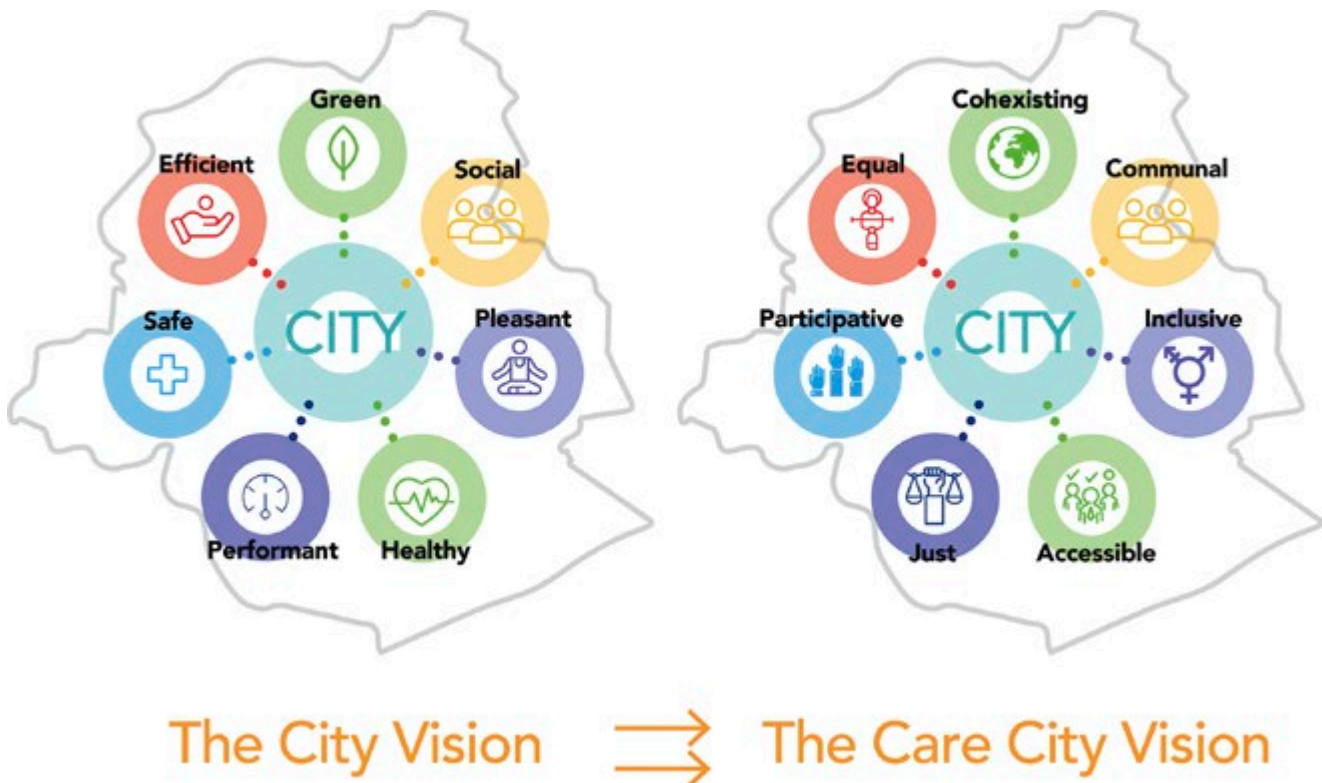 Green
Efficient
Social
CITY
Safe
Pleasant
Performant
Healthy
Cohexisting
Equal
Communal
CITY
Participative
Inclusive
Just
Accessible
The City Vision
The Care City Vision